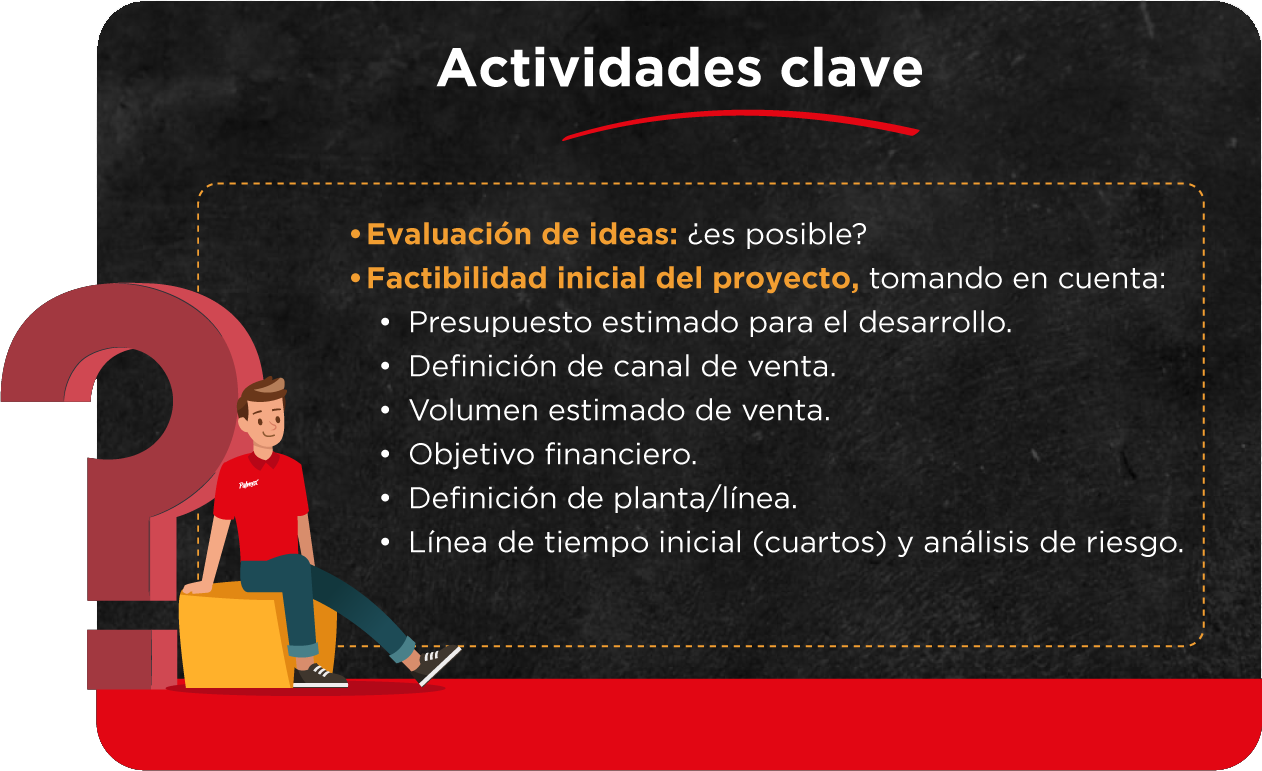 Actividades clave
• Evaluación de ideas: ¿es posible?
• Factibilidad inicial del proyecto, tomando en cuenta:
• Presupuesto estimado para el desarrollo.
• Definición de canal de venta.
• Volumen estimado de venta.
• Objetivo financiero.
• Definición de planta/línea.
• Línea de tiempo inicial (cuartos) y análisis de riesgo.